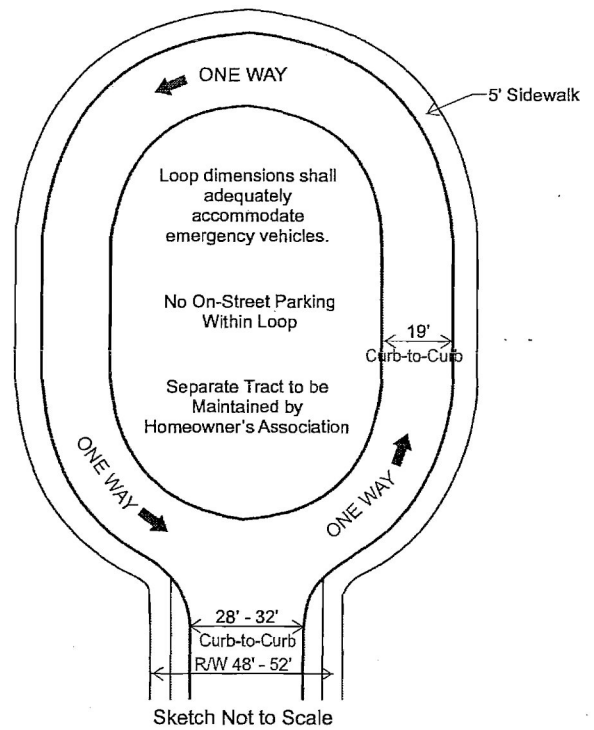 ONE WAY
5' Sidewalk
Loop dimensions shall
adequately
accommodate
emergency vehicles.
No On-Street Parking
Within Loop
19'
Curb-to-Curb
Separate Tract to be
Maintained by
Homeowner's Association
ONE WAY
ONE WAY
28' - 32'
Curb-to-Curb
R/W 48' - 52'
Sketch Not to Scale